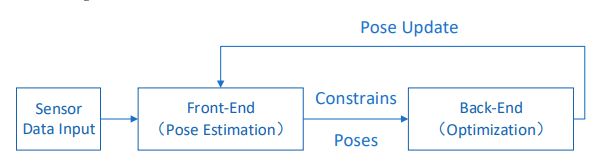 Pose Update
Sensor
Data Input
Front-End
（Pose Estimation）
Constrains
Poses
Back-End
（Optimization）